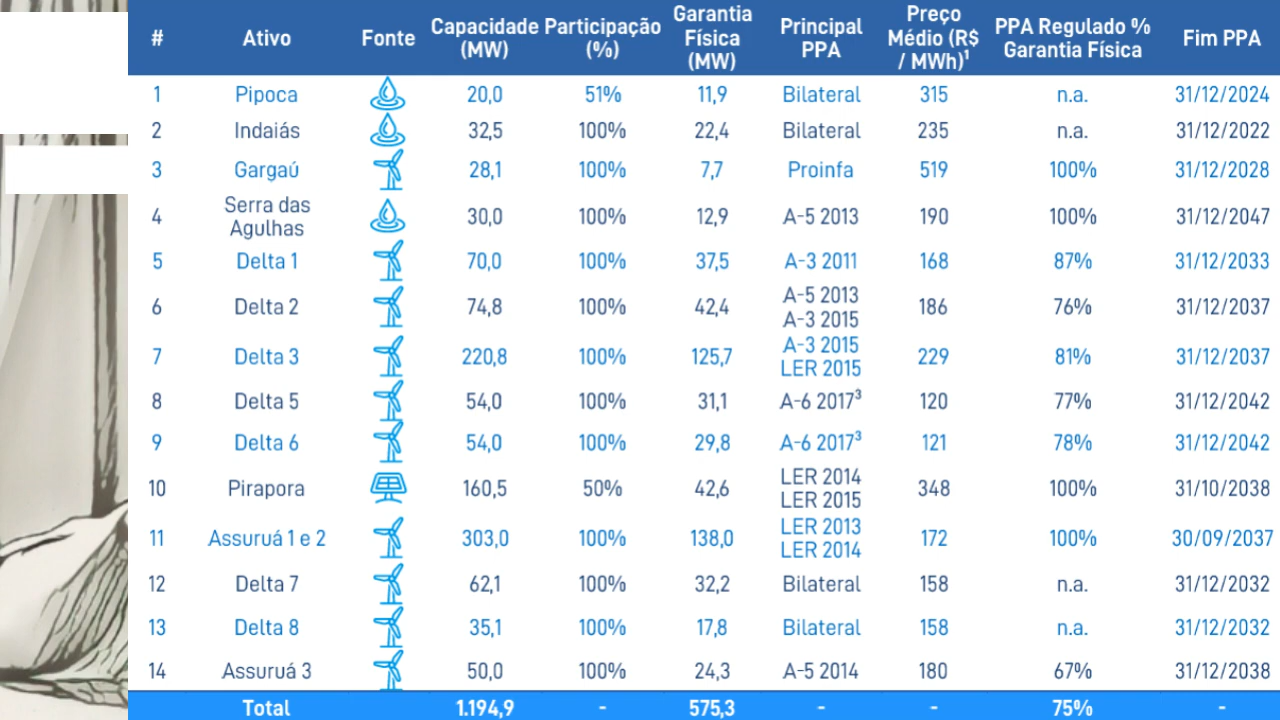 # Ativo Fonte Capacidade (MW) Participação (%) Garantia Física (MW) Principal PPA Preço Médio (R$ / MWh)¹ PPA Regulado % Garantia Física Fim PPA
1 Pipoca 20,0 51% 11,9 Bilateral 315 n.a. 31/12/2024
2 Indaiás 32,5 100% 22,4 Bilateral 235 n.a. 31/12/2022
3 Gargaú 28,1 100% 7,7 Proinfa 519 100% 31/12/2028
4 Serra das Agulhas 30,0 100% 12,9 A-5 2013 190 100% 31/12/2047
5 Delta 1 70,0 100% 37,5 A-3 2011 168 87% 31/12/2033
6 Delta 2 74,8 100% 42,4 A-5 2013 A-3 2015 186 76% 31/12/2037
7 Delta 3 220,8 100% 125,7 A-3 2015 LER 2015 229 81% 31/12/2037
8 Delta 5 54,0 100% 31,1 A-6 2017³ 120 77% 31/12/2042
9 Delta 6 54,0 100% 29,8 A-6 2017³ 121 78% 31/12/2042
10 Pirapora 160,5 50% 42,6 LER 2014 LER 2015 348 100% 31/10/2038
11 Assuruá 1 e 2 303,0 100% 138,0 LER 2013 LER 2014 172 100% 30/09/2037
12 Delta 7 62,1 100% 32,2 Bilateral 158 n.a. 31/12/2032
13 Delta 8 35,1 100% 17,8 Bilateral 158 n.a. 31/12/2032
14 Assuruá 3 50,0 100% 24,3 A-5 2014 180 67% 31/12/2038
Total 1.194,9 - 575,3 - - 75% -